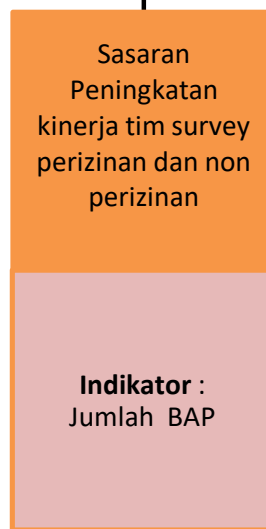 Sasaran
Peningkatan
kinerja tim survey
perizinan dan non
perizinan
Indikator :
Jumlah BAP